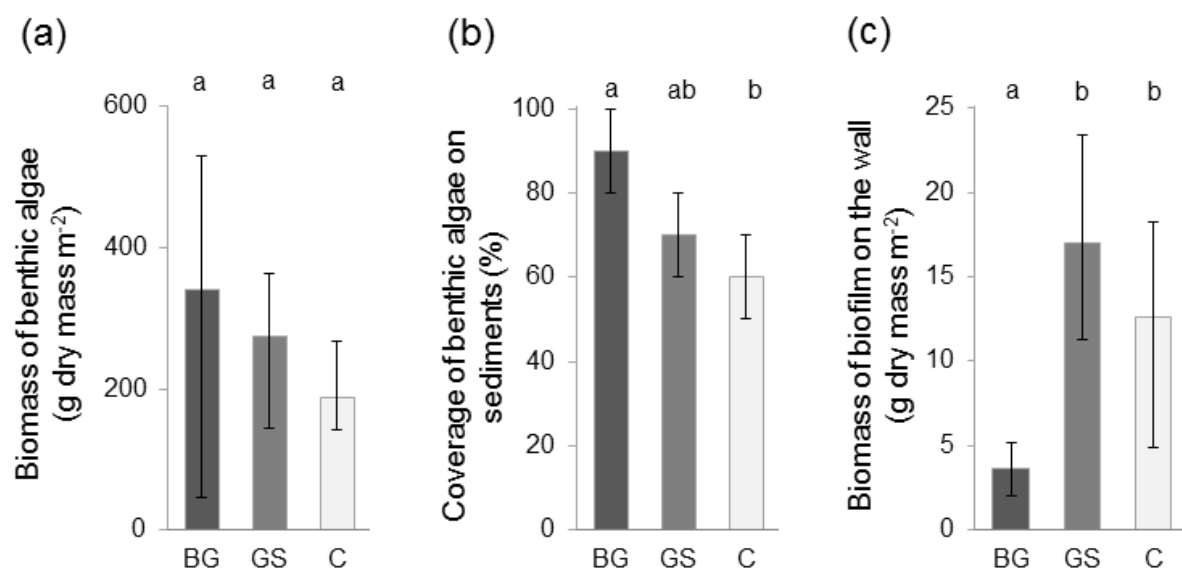 (a)
a a a
Biomass of benthic algae
(g dry mass m-2)
600
400
200
0
BG GS C
(b)
a ab b
Coverage of benthic algae on
sediments (%)
100
80
60
40
20
0
BG GS C
(c)
a b b
Biomass of biofilm on the wall
(g dry mass m-2)
25
20
15
10
5
0
BG GS C